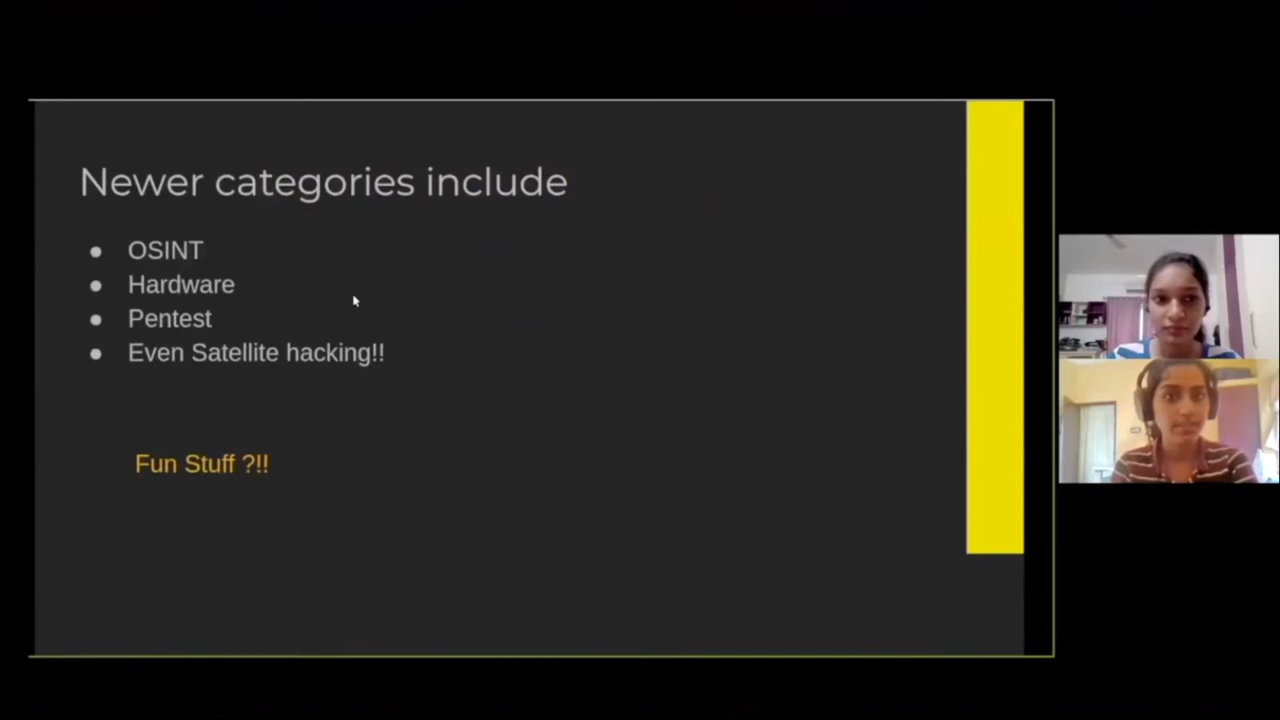 Newer categories include
● OSINT
● Hardware
● Pentest
● Even Satellite hacking!!
Fun Stuff ?!!